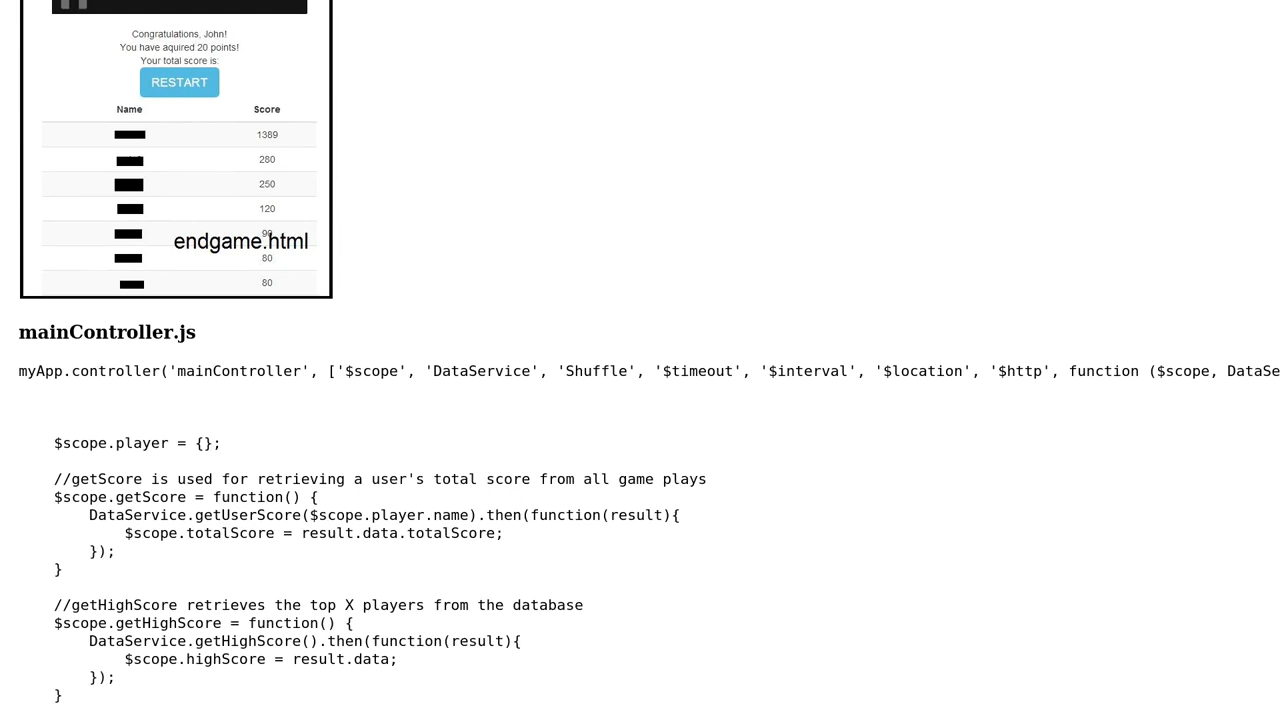 Congratulations, John!
You have aquired 20 points!
Your total score is:
RESTART
Name Score
1389
280
250
120
90
endgame.html
80
80
mainController.js
myApp.controller('mainController', ['$scope', 'DataService', 'Shuffle', '$timeout', '$interval', '$location', '$http', function ($scope, DataSe
$scope.player = {};
//getScore is used for retrieving a user's total score from all game plays
$scope.getScore = function() {
DataService.getUserScore($scope.player.name).then(function(result){
$scope.totalScore = result.data.totalScore;
});
}
//getHighScore retrieves the top X players from the database
$scope.getHighScore = function() {
DataService.getHighScore().then(function(result){
$scope.highScore = result.data;
});
}